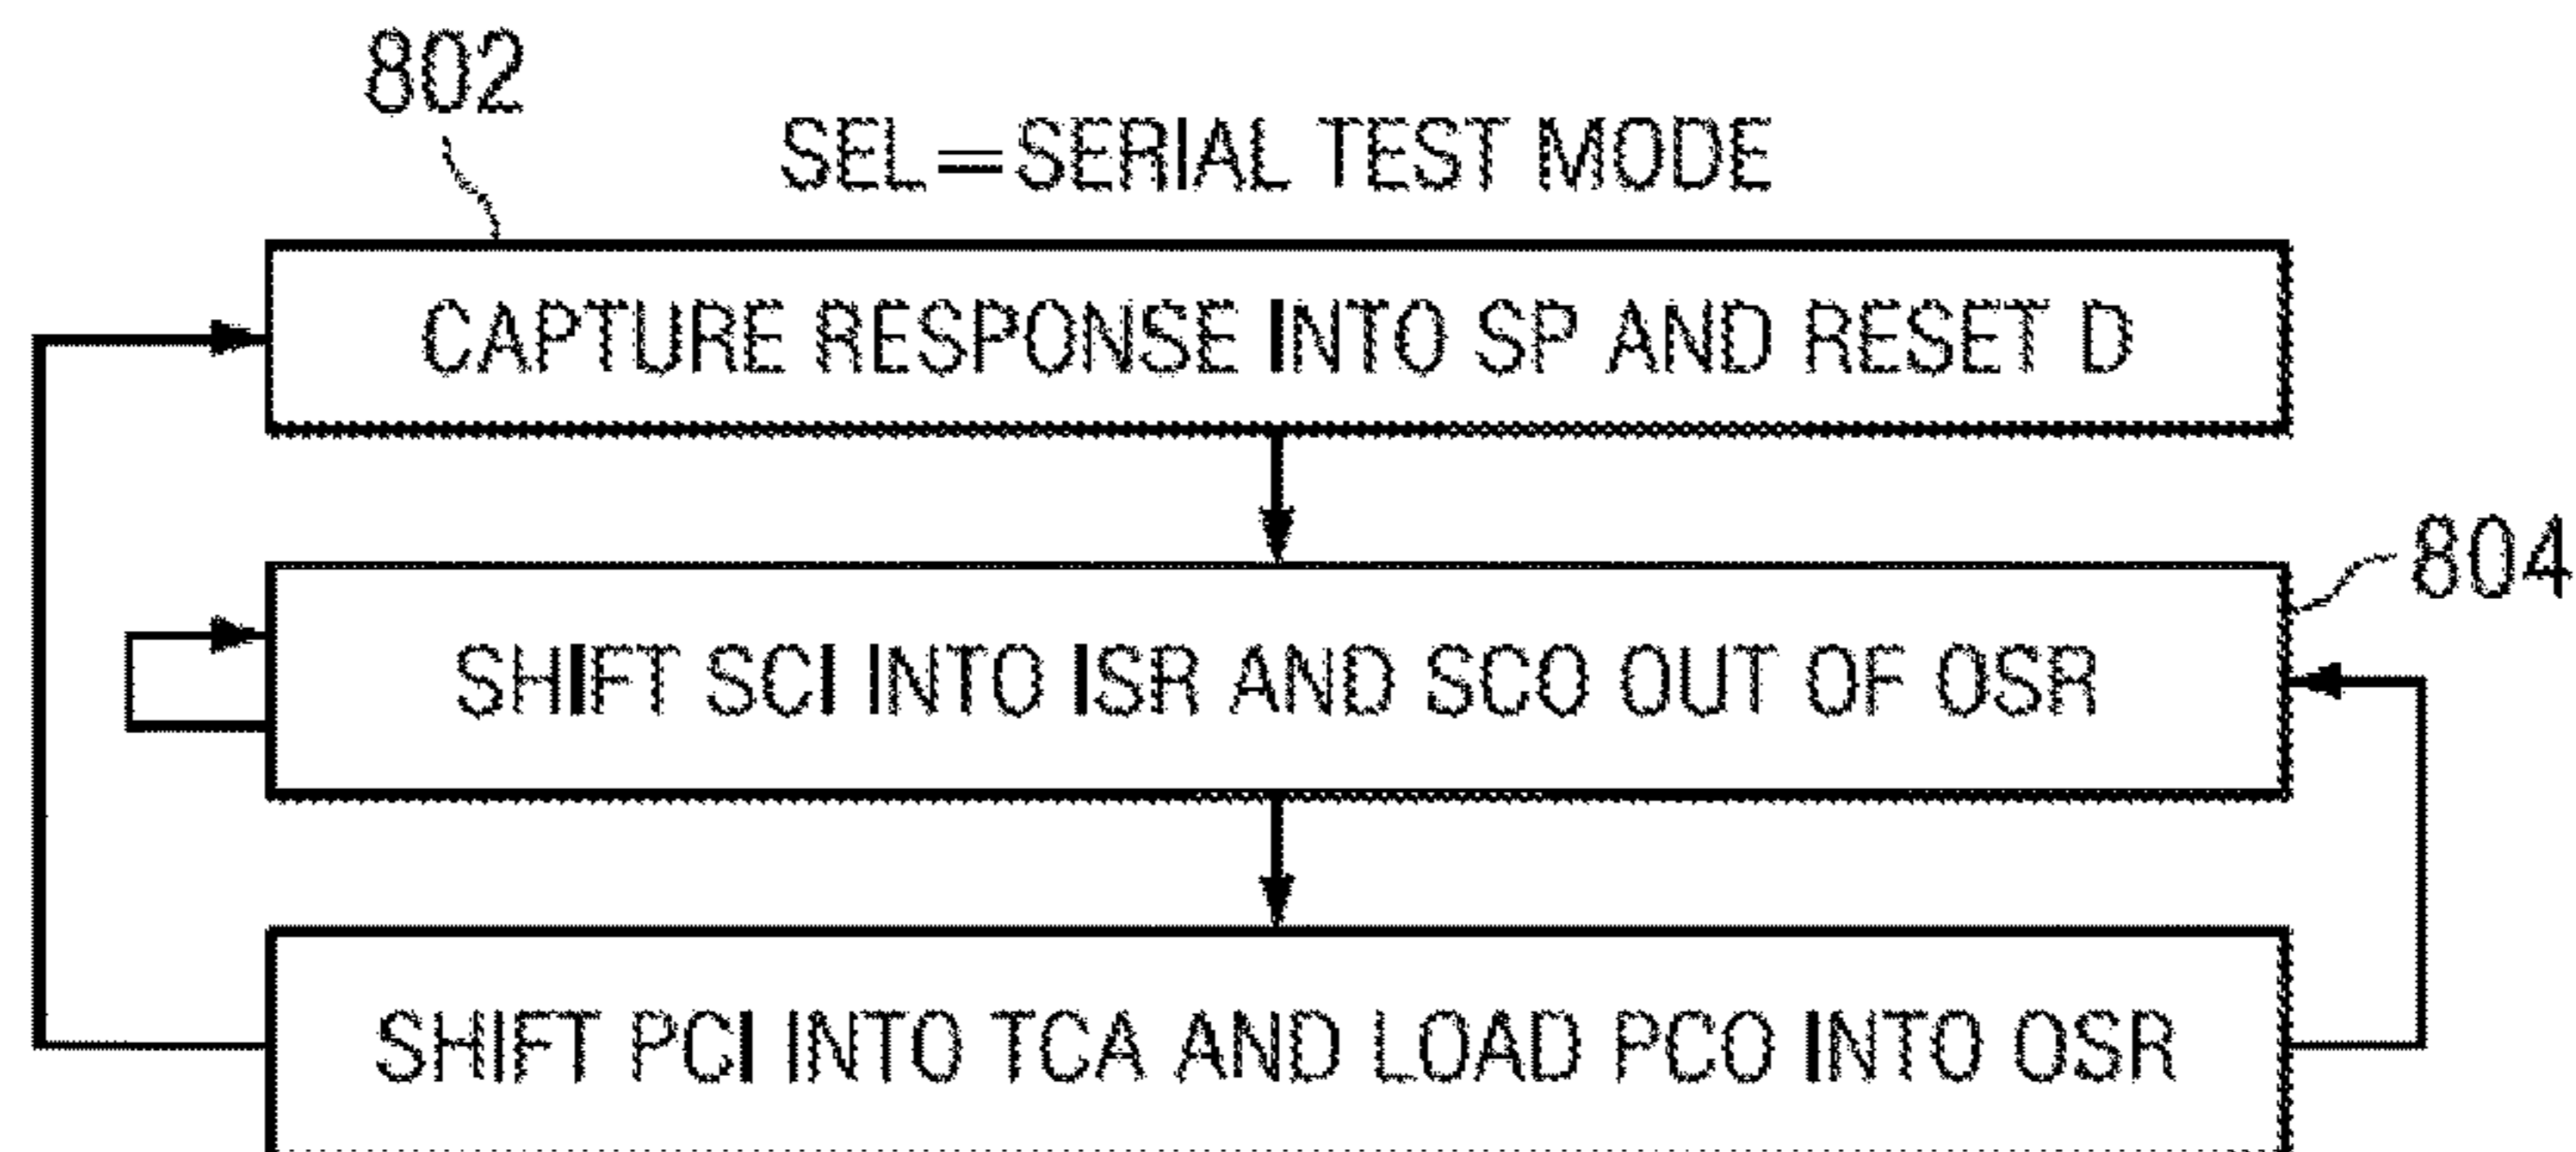 802
SEL=SERIAL TEST MODE
CAPTURE RESPONSE INTO SP AND RESET D
804
SHIFT SCI INTO ISR AND SCO OUT OF OSR
SHIFT PCI INTO TCA AND LOAD PCO INTO OSR